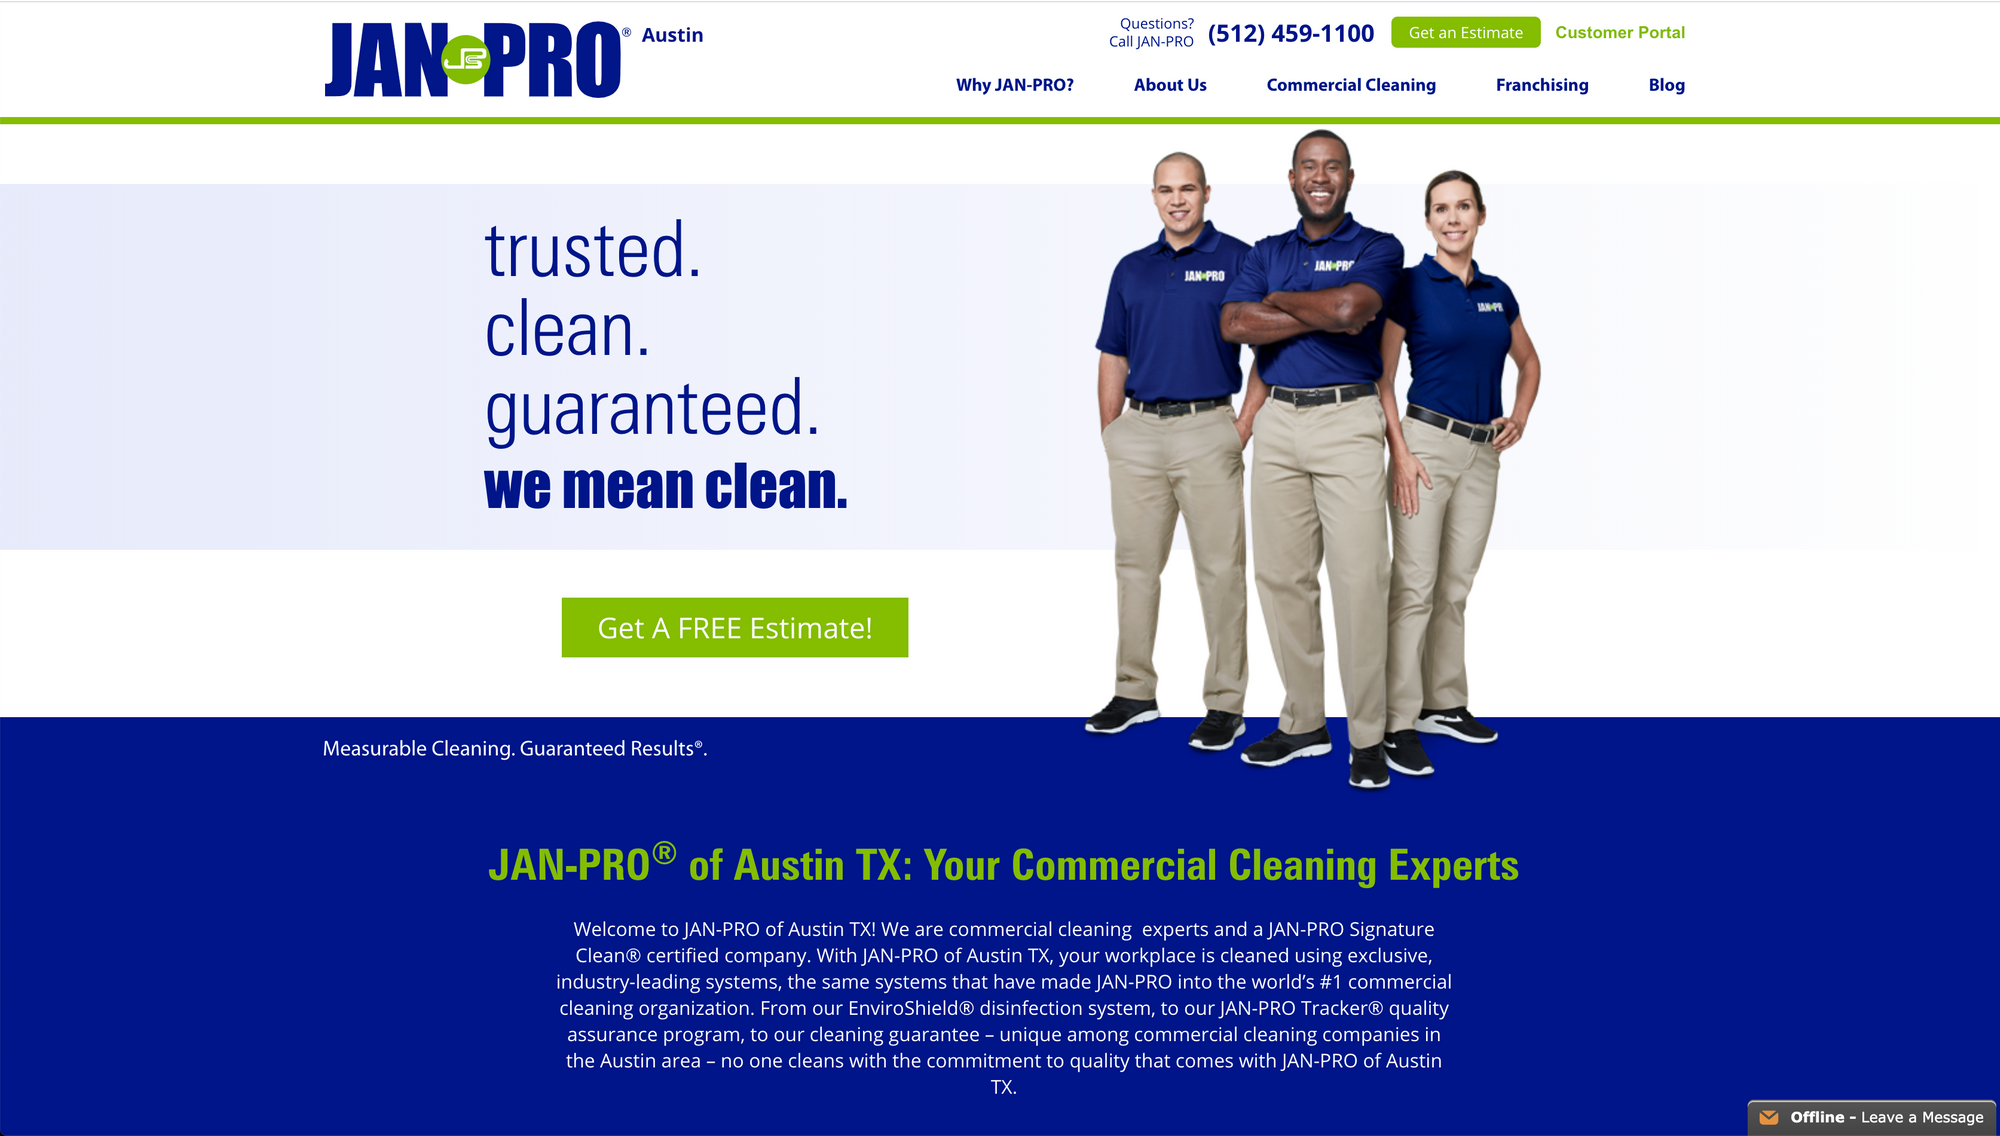 JAN-PRO® Austin
Questions?
Call JAN-PRO
(512) 459-1100
Get an Estimate
Customer Portal
Why JAN-PRO?
About Us
Commercial Cleaning
Franchising
Blog
trusted.
clean.
guaranteed.
we mean clean.
JAN-PRO
JAN-PRO
JAN-PR
Get A FREE Estimate!
Measurable Cleaning. Guaranteed Results®.
JAN-PRO® of Austin TX: Your Commercial Cleaning Experts
Welcome to JAN-PRO of Austin TX! We are commercial cleaning experts and a JAN-PRO Signature
Clean® certified company. With JAN-PRO of Austin TX, your workplace is cleaned using exclusive,
industry-leading systems, the same systems that have made JAN-PRO into the world's #1 commercial
cleaning organization. From our EnviroShield® disinfection system, to our JAN-PRO Tracker® quality
assurance program, to our cleaning guarantee – unique among commercial cleaning companies in
the Austin area – no one cleans with the commitment to quality that comes with JAN-PRO of Austin
TX.
Offline - Leave a Message